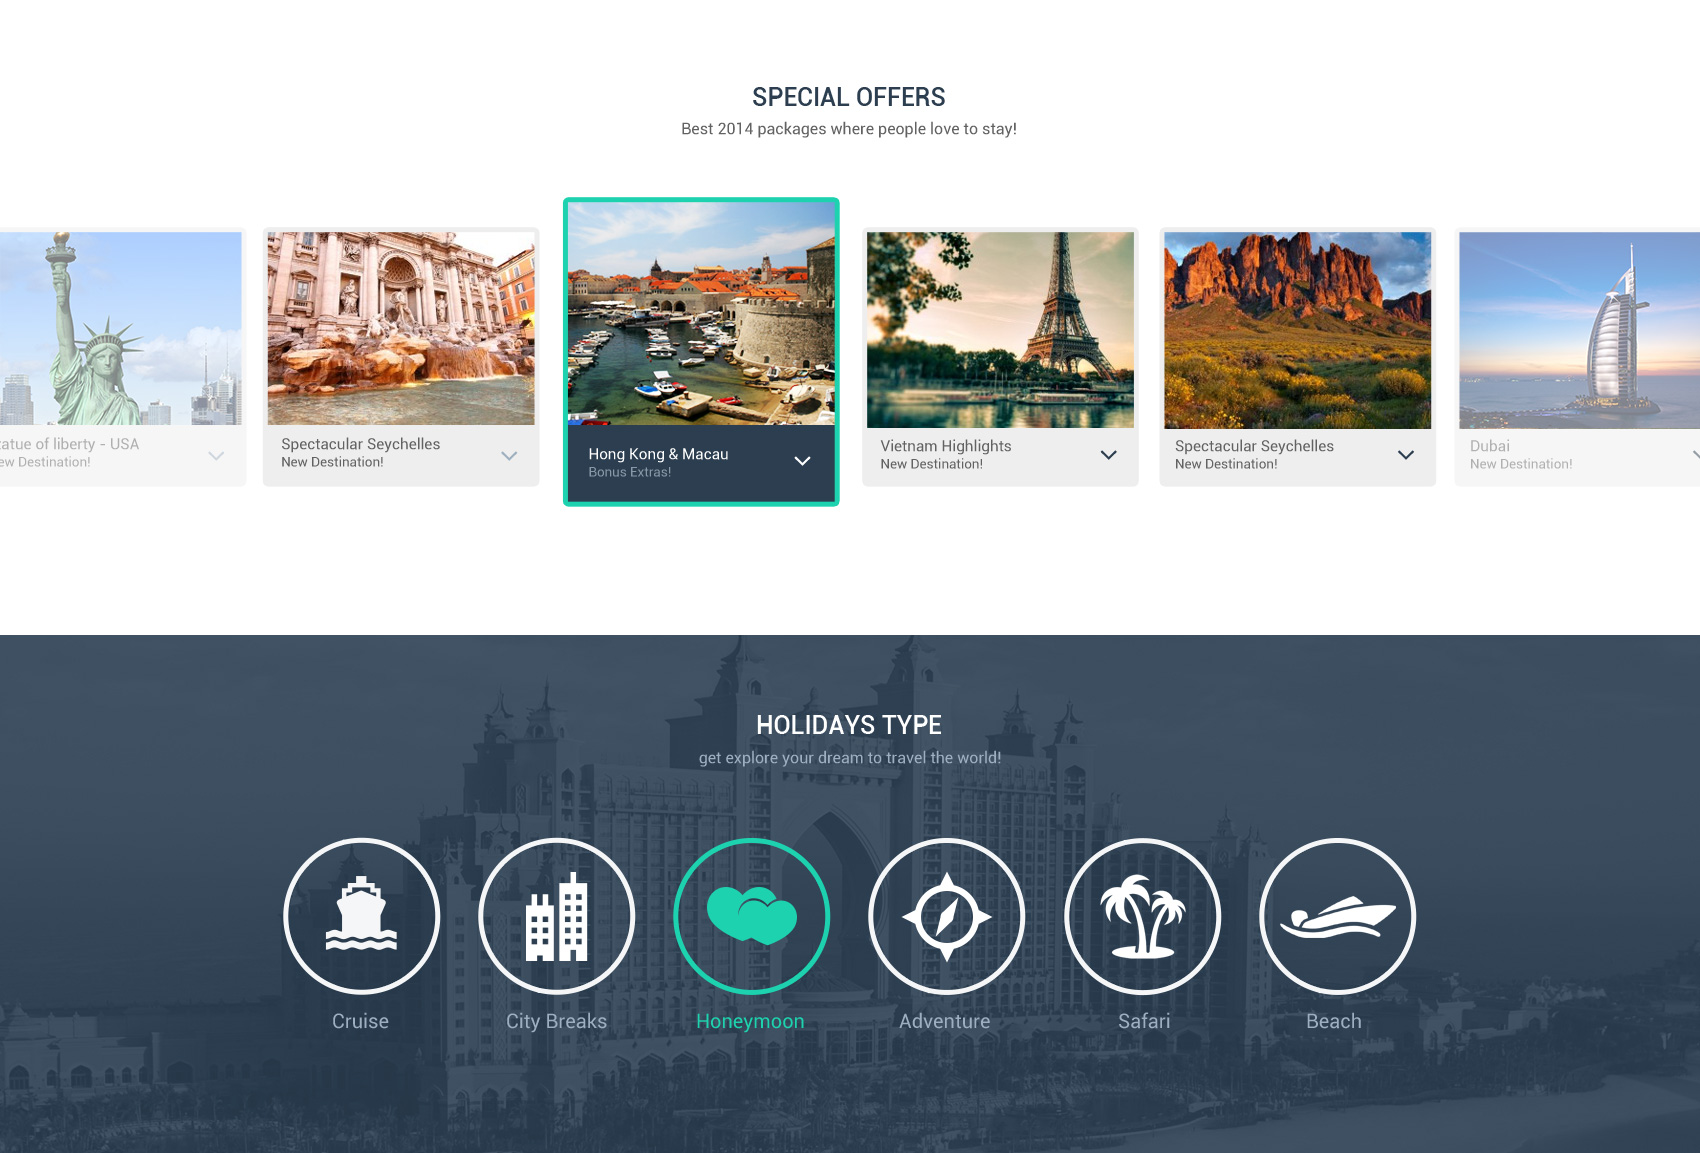 SPECIAL OFFERS
Best 2014 packages where people love to stay!
atue of liberty - USA
ew Destination!
Spectacular Seychelles
New Destination!
Hong Kong & Macau
Bonus Extras!
Vietnam Highlights
New Destination!
Spectacular Seychelles
New Destination!
Dubai
New Destination!
HOLIDAYS TYPE
get explore your dream to travel the world!
Cruise
City Breaks
Honeymoon
Adventure
Safari
Beach